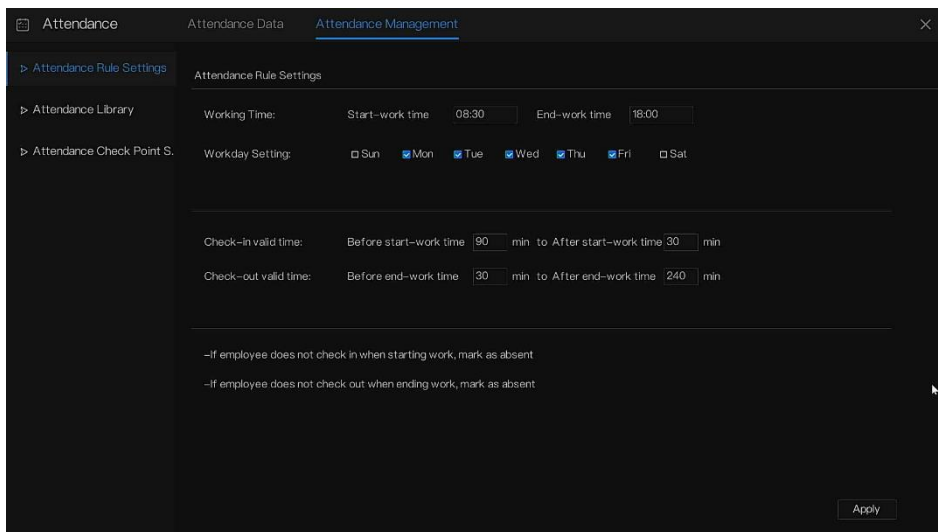 Attendance Attendance Data Attendance Management
Attendance Rule Settings
Attendance Library
Attendance Check Point S.
Attendance Rule Settings
Working Time: Start-work time 08:30 End-work time 18:00
Workday Setting: Sun Mon Tue Wed Thu Fri Sat
Check-in valid time: Before start-work time 90 min to After start-work time 30 min
Check-out valid time: Before end-work time 30 min to After end-work time 240 min
-If employee does not check in when starting work, mark as absent
-If employee does not check out when ending work, mark as absent
Apply